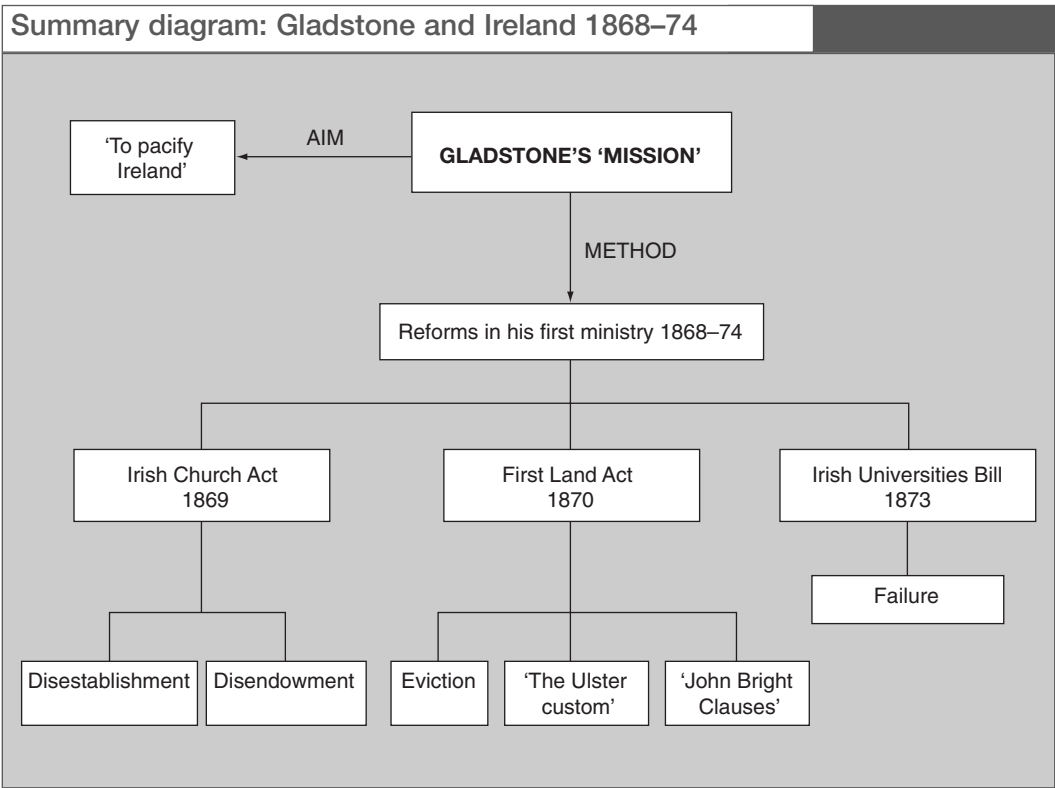 Summary diagram: Gladstone and Ireland 1868–74
‘To pacify
Ireland’
AIM
GLADSTONE’S ‘MISSION’
METHOD
Reforms in his first ministry 1868–74
Irish Church Act
1869
First Land Act
1870
Irish Universities Bill
1873
Failure
Disestablishment
Disendowment
Eviction
‘The Ulster
custom’
‘John Bright
Clauses’